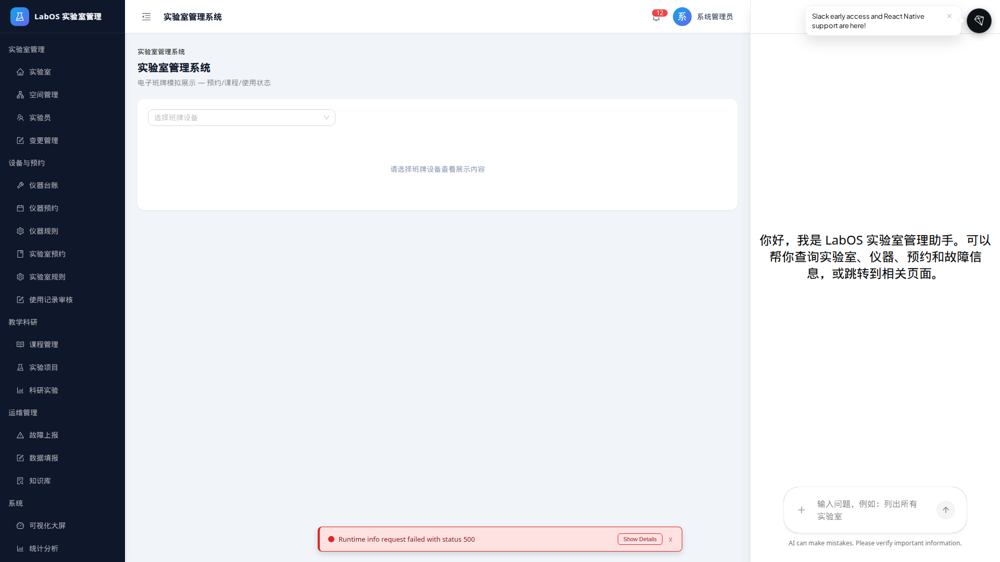 LabOS 实验室管理
实验室管理
实验室
空间管理
实验员
变更管理
设备与预约
仪器台账
仪器预约
仪器规则
实验室预约
实验室规则
使用记录审核
教学科研
课程管理
实验项目
科研实验
运维管理
故障上报
数据填报
知识库
系统
可视化大屏
统计分析
实验室管理系统
12
系
系统管理员
实验室管理系统
实验室管理系统
电子班牌模拟展示 — 预约/课程/使用状态
选择班牌设备
请选择班牌设备查看展示内容
Runtime info request failed with status 500
Show Details
X
Slack early access and React Native
support are here!
你好，我是 LabOS 实验室管理助手。可以
帮你查询实验室、仪器、预约和故障信
息，或跳转到相关页面。
输入问题，例如：列出所有
实验室
AI can make mistakes. Please verify important information.